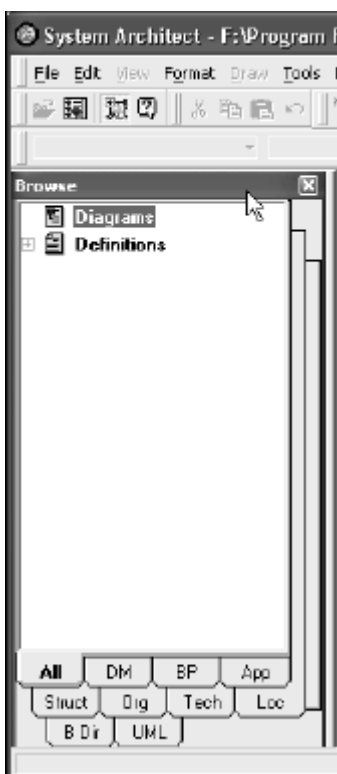 System Architect - F:\Program
File Edit View Format Draw Tools
Browse
Diagrams
Definitions
All DM BP App
Struct Org Tech Loc
B Dir UML